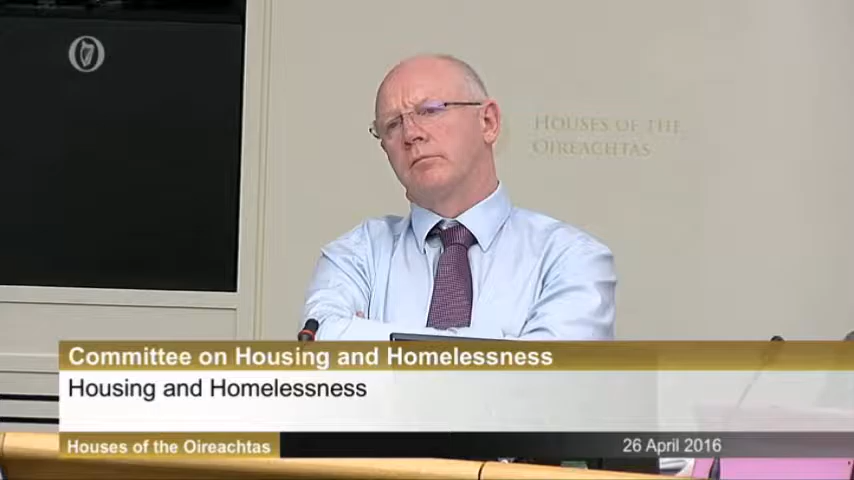 HOUSES OF THE
OIREACHTAS
Committee on Housing and Homelessness
Housing and Homelessness
Houses of the Oireachtas
26 April 2016